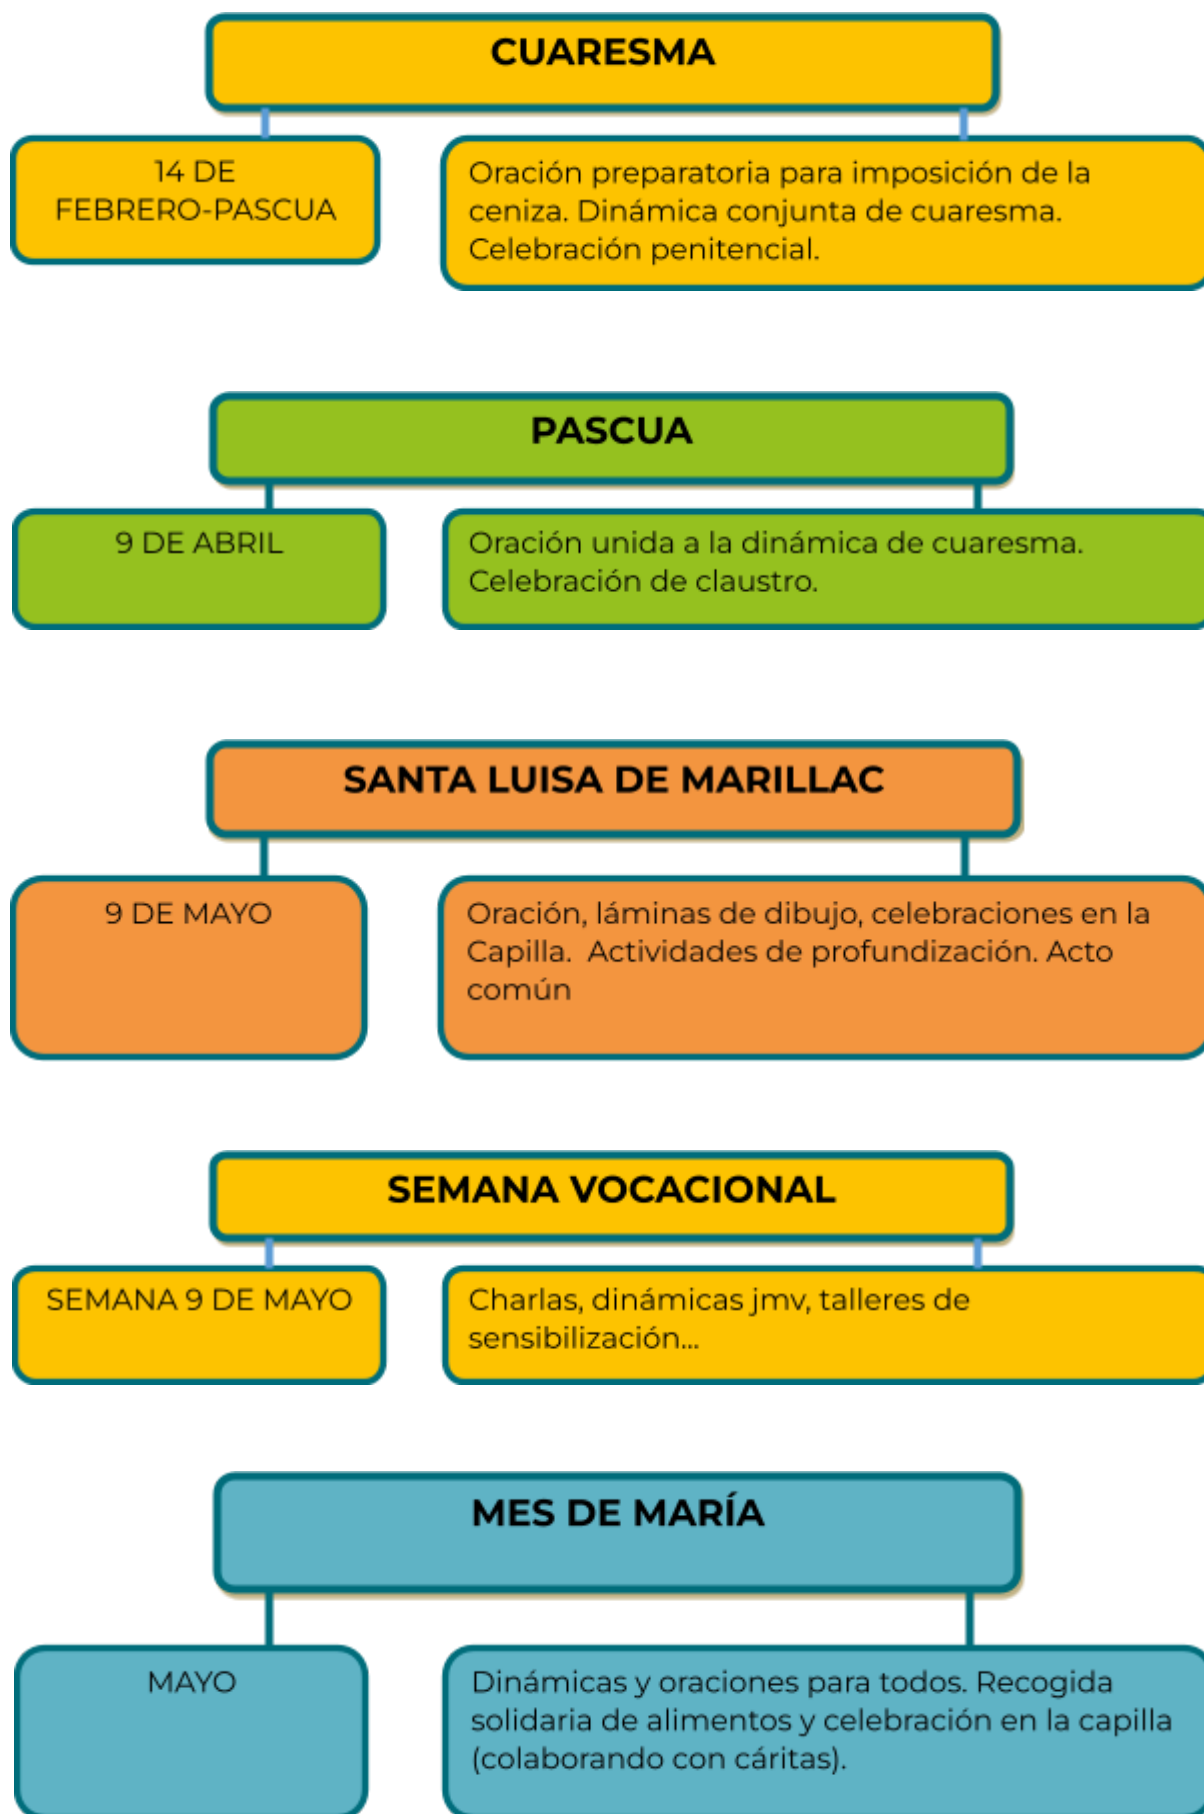 CUARESMA
14 DE
FEBRERO-PASCUA
Oración preparatoria para imposición de la
ceniza. Dinámica conjunta de cuaresma.
Celebración penitencial.
PASCUA
9 DE ABRIL
Oración unida a la dinámica de cuaresma.
Celebración de claustro.
SANTA LUISA DE MARILLAC
9 DE MAYO
Oración, láminas de dibujo, celebraciones en la
Capilla.  Actividades de profundización. Acto
común
SEMANA VOCACIONAL
SEMANA 9 DE MAYO
Charlas, dinámicas jmv, talleres de
sensibilización...
MES DE MARÍA
MAYO
Dinámicas y oraciones para todos. Recogida
solidaria de alimentos y celebración en la capilla
(colaborando con cáritas).